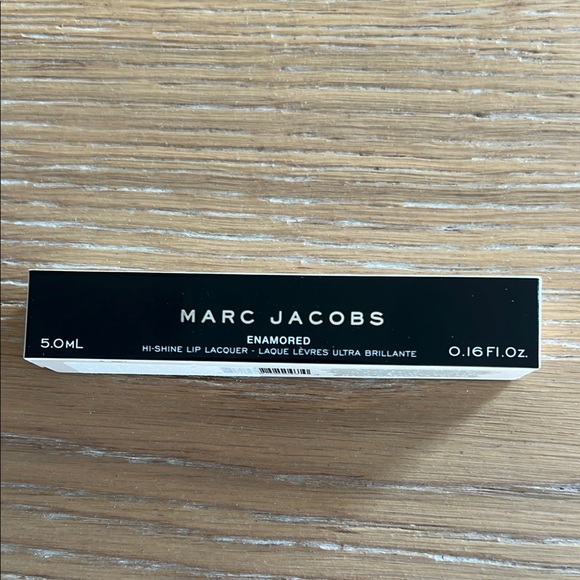 MARC JACOBS
ENAMORED
5.0ML HI-SHINE LIP LACQUER - LAQUE LÈVRES ULTRA BRILLANTE 0.16 Fl.Oz.